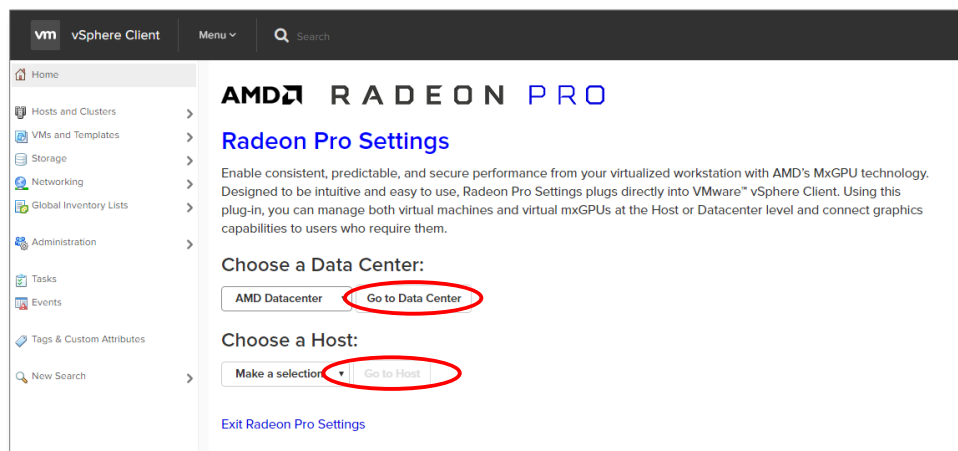 vm vSphere Client Menu Search
Home
Hosts and Clusters
VMs and Templates
Storage
Networking
Global Inventory Lists
Administration
Tasks
Events
Tags & Custom Attributes
New Search
AMD RADEON PRO
Radeon Pro Settings
Enable consistent, predictable, and secure performance from your virtualized workstation with AMD's MxGPU technology.
Designed to be intuitive and easy to use, Radeon Pro Settings plugs directly into VMware™ vSphere Client. Using this
plug-in, you can manage both virtual machines and virtual mxGPUs at the Host or Datacenter level and connect graphics
capabilities to users who require them.
Choose a Data Center:
AMD Datacenter Go to Data Center
Choose a Host:
Make a selection Go to Host
Exit Radeon Pro Settings